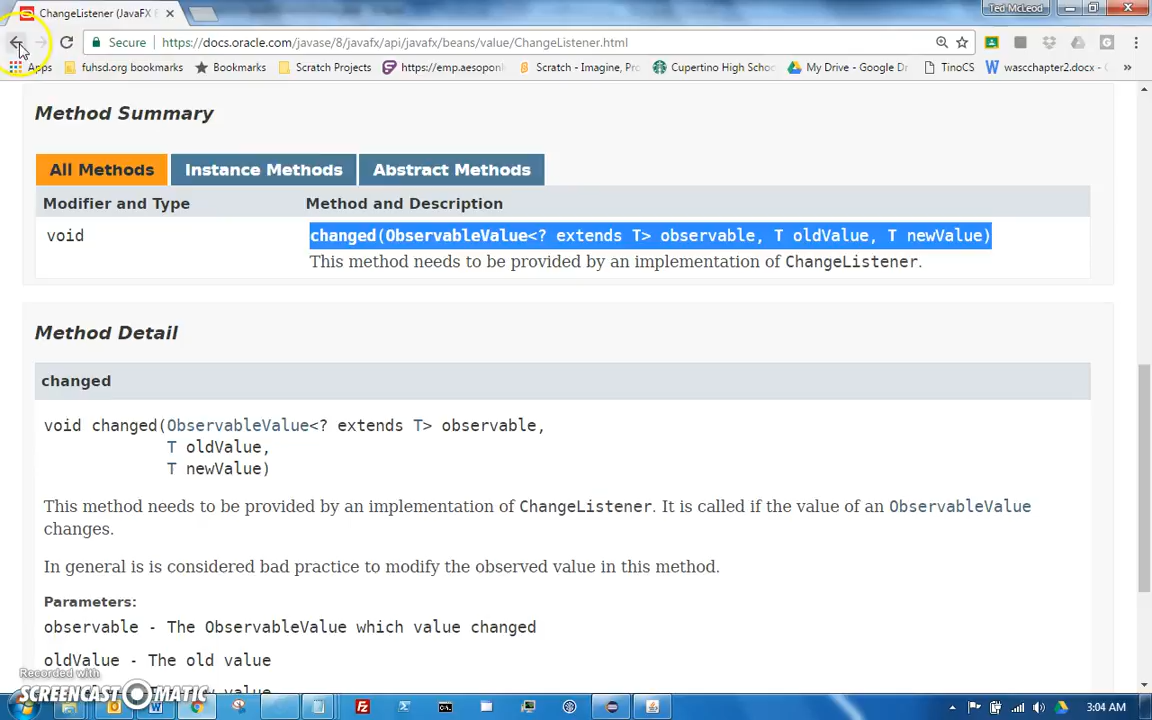 ChangeListener (JavaFX
Ted McLeod
Secure
https://docs.oracle.com/javase/8/javafx/api/javafx/beans/value/ChangeListener.html
Apps
fuhsd.org bookmarks
Bookmarks
Scratch Projects
https://emp.aesoponl
Scratch - Imagine, Pr
Cupertino High Scho
My Drive - Google D
TinoCS
wascchapter2.docx -
»
Method Summary
All Methods
Instance Methods
Abstract Methods
Modifier and Type
Method and Description
void
changed(ObservableValue<? extends T> observable, T oldValue, T newValue)
This method needs to be provided by an implementation of ChangeListener.
Method Detail
changed
void changed(ObservableValue<? extends T> observable,
T oldValue,
T newValue)
This method needs to be provided by an implementation of ChangeListener. It is called if the value of an ObservableValue
changes.
In general is is considered bad practice to modify the observed value in this method.
Parameters:
observable - The ObservableValue which value changed
oldValue - The old value
Recorded with
SCREENCAST MATIC
3:04 AM